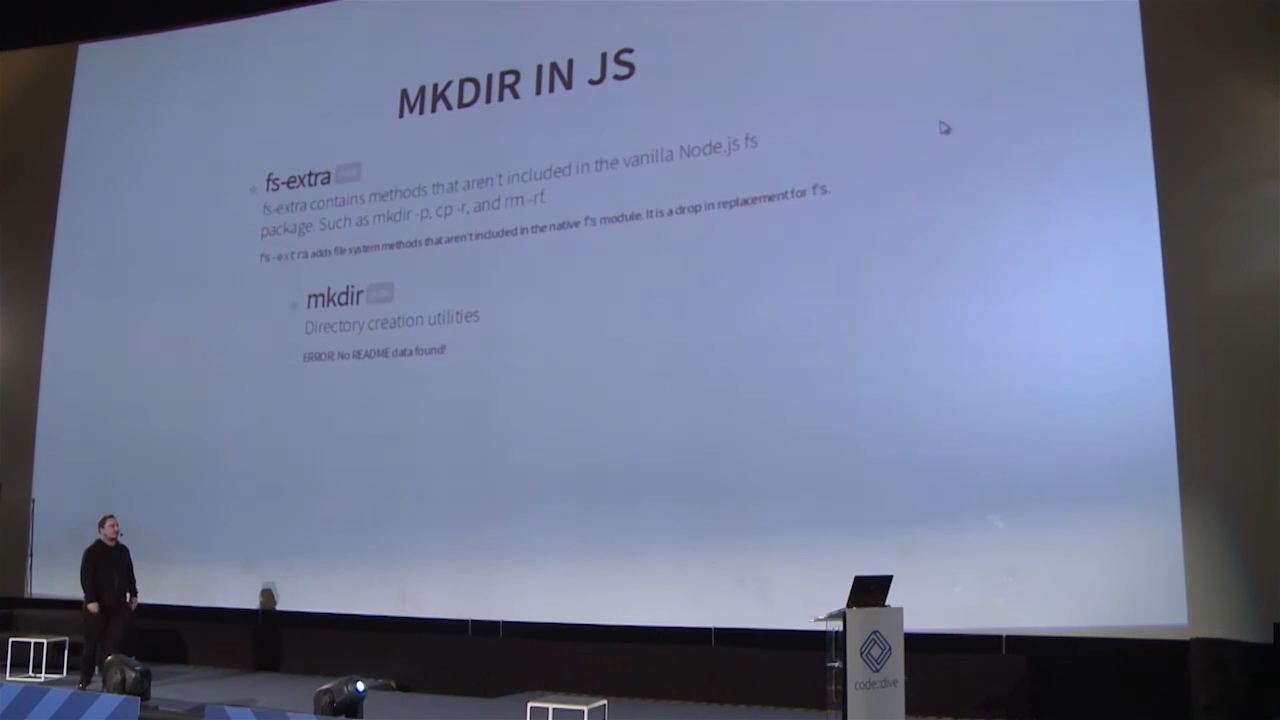 MKDIR IN JS
fs-extra
fs-extra contains methods that aren't included in the vanilla Node.js fs
package. Such as mkdir -p, cp -r, and rm -rf.
fs-extra adds file system methods that aren't included in the native fs module. It is a drop in replacement for fs.
mkdir
Directory creation utilities
ERROR: No README data found!
code::dive